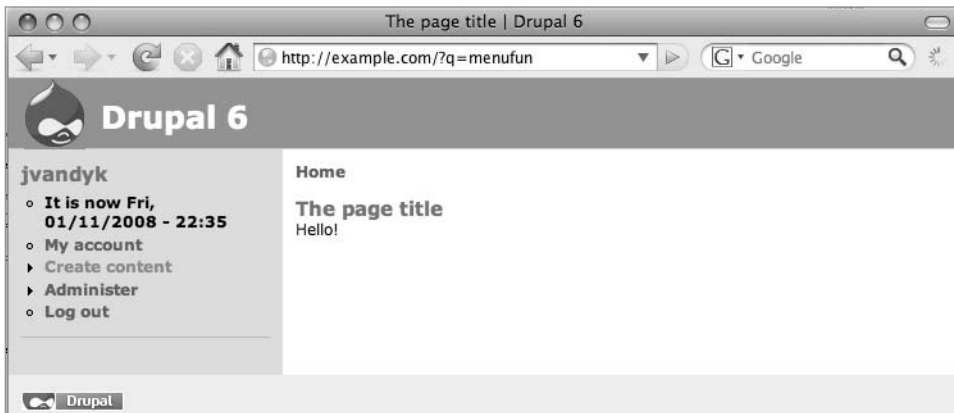 The page title | Drupal 6
http://example.com/?q=menufun
G Google
Drupal 6
jvandyk
It is now Fri,
01/11/2008 - 22:35
My account
Create content
Administer
Log out
Home
The page title
Hello!
Drupal